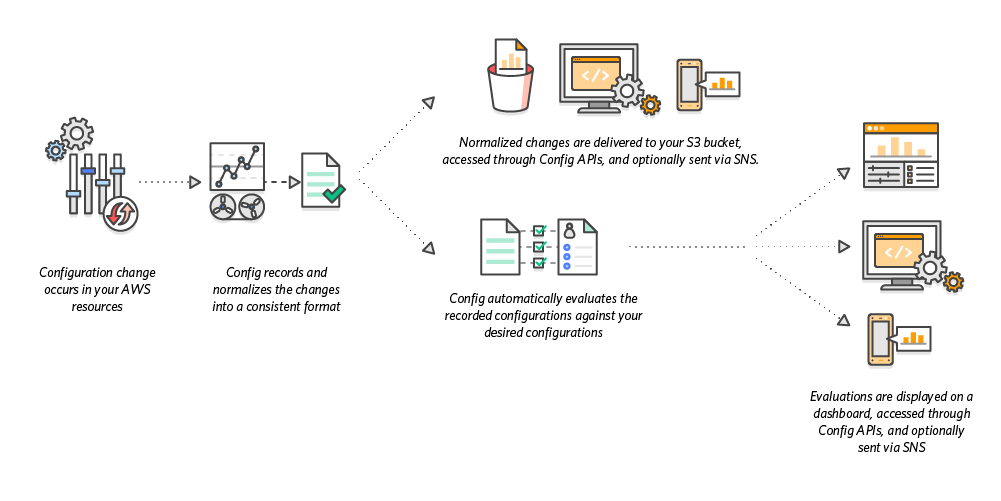 Normalized changes are delivered to your S3 bucket,
accessed through Config APIs, and optionally sent via SNS.
Configuration change
occurs in your AWS
resources
Config records and
normalizes the changes
into a consistent format
Config automatically evaluates the
recorded configurations against your
desired configurations
Evaluations are displayed on a
dashboard, accessed through
Config APIs, and optionally
sent via SNS